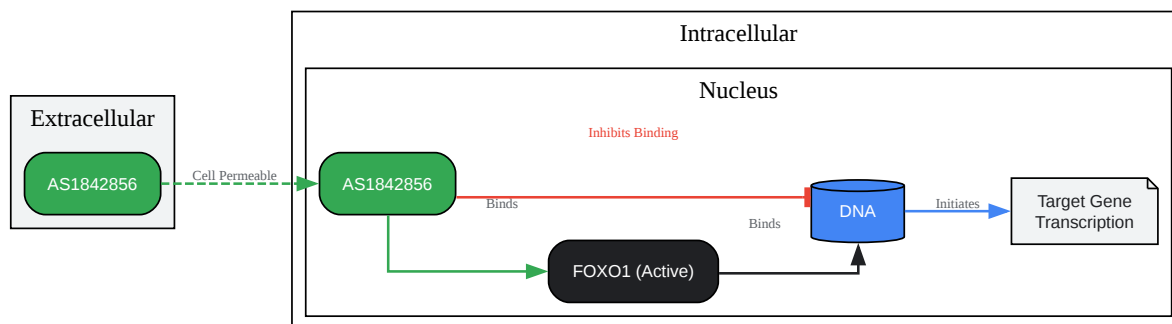 Intracellular
Nucleus
Extracellular
Inhibits Binding
AS1842856
Cell Permeable
AS1842856
Binds
Binds
DNA
Initiates
Target Gene
Transcription
FOXO1 (Active)